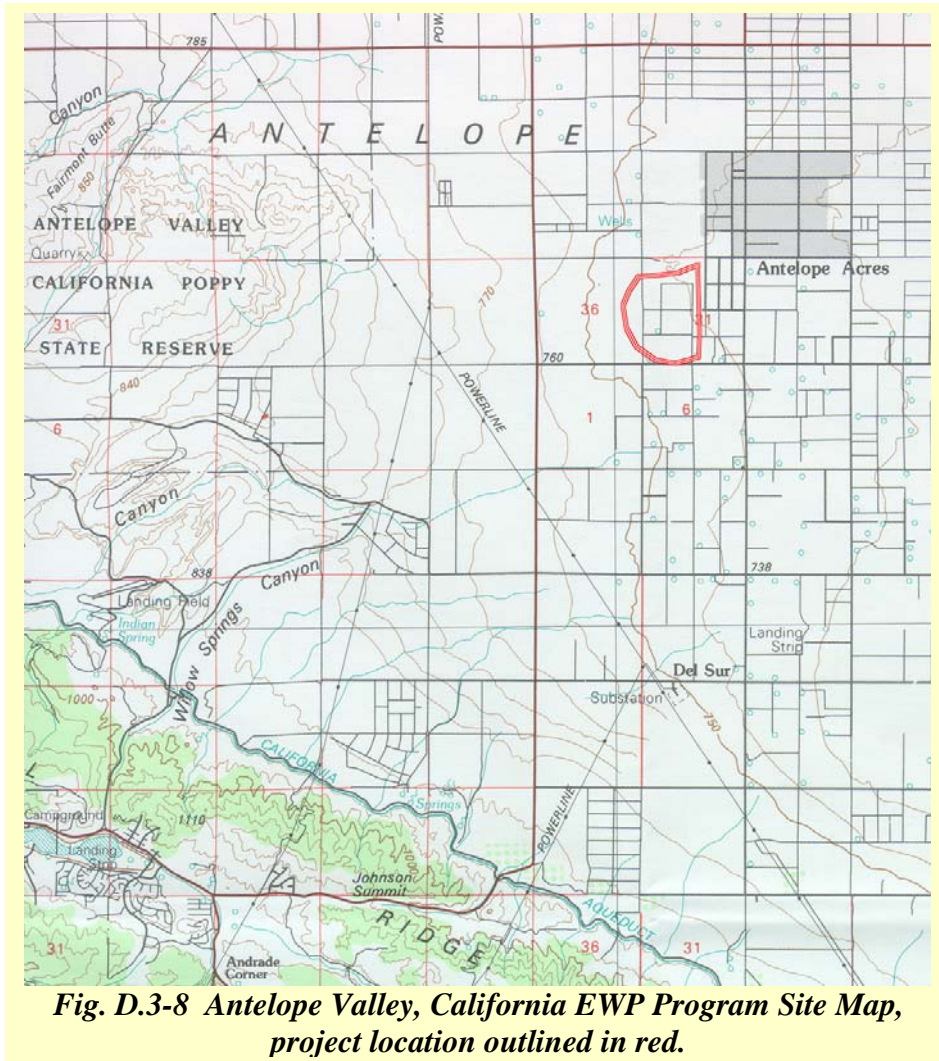 785
POW
Canyon
Fairmont Butte
850
A N T E L O P E
ANTELOPE VALLEY
Quarry
CALIFORNIA POPPY
31
STATE RESERVE
Wells
Antelope Acres
770
36
31
760
POWERLINE
840
6
1
6
Canyon
838
Canyon
738
Landing Field
Indian
Spring
Willow Springs
Landing
Strip
Del Sur
Substation
1000
750
CALIFORNIA
L
Springs
Campground
1110
Landing
Strip
1000
POWERLINE
Johnson
Summit
AQUEDUCT
RIDGE
31
36
31
Andrade
Corner
Fig. D.3-8 Antelope Valley, California EWP Program Site Map,
project location outlined in red.